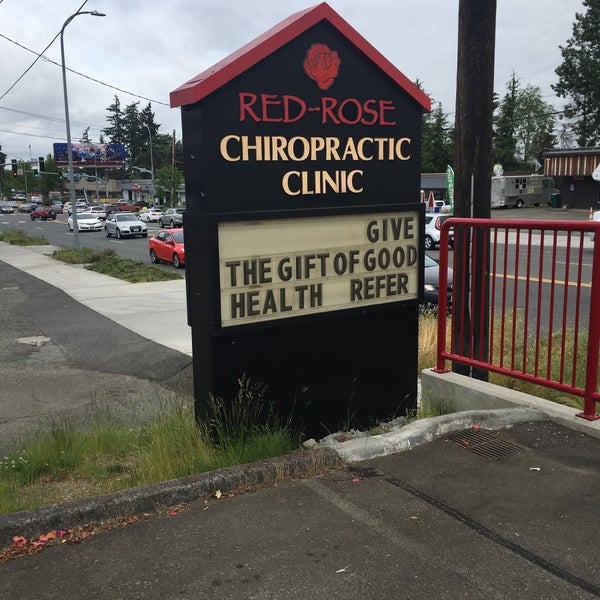 RED-ROSE
CHIROPRACTIC
CLINIC
GIVE
THE GIFT OF GOOD
HEALTH REFER